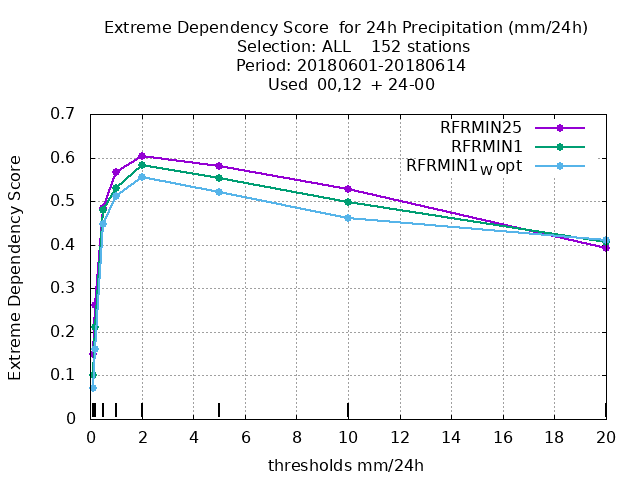 Extreme Dependency Score  for 24h Precipitation (mm/24h)
Selection: ALL    152 stations
Period: 20180601-20180614
Used  00,12  + 24-00
RFRMIN25
RFRMIN1
RFRMIN1W opt
Extreme Dependency Score
0.7
0.6
0.5
0.4
0.3
0.2
0.1
0
0 2 4 6 8 10 12 14 16 18 20
thresholds mm/24h